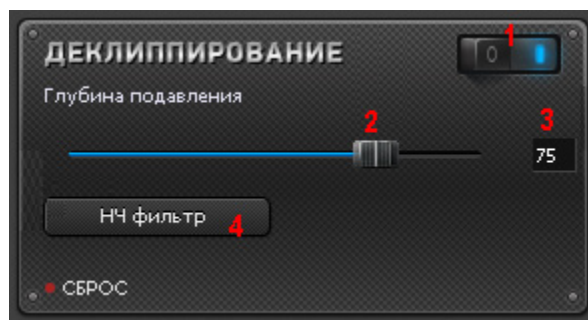 ДЕКЛИППИРОВАНИЕ 0 1
Глубина подавления
2 3
75
НЧ фильтр 4
СБРОС